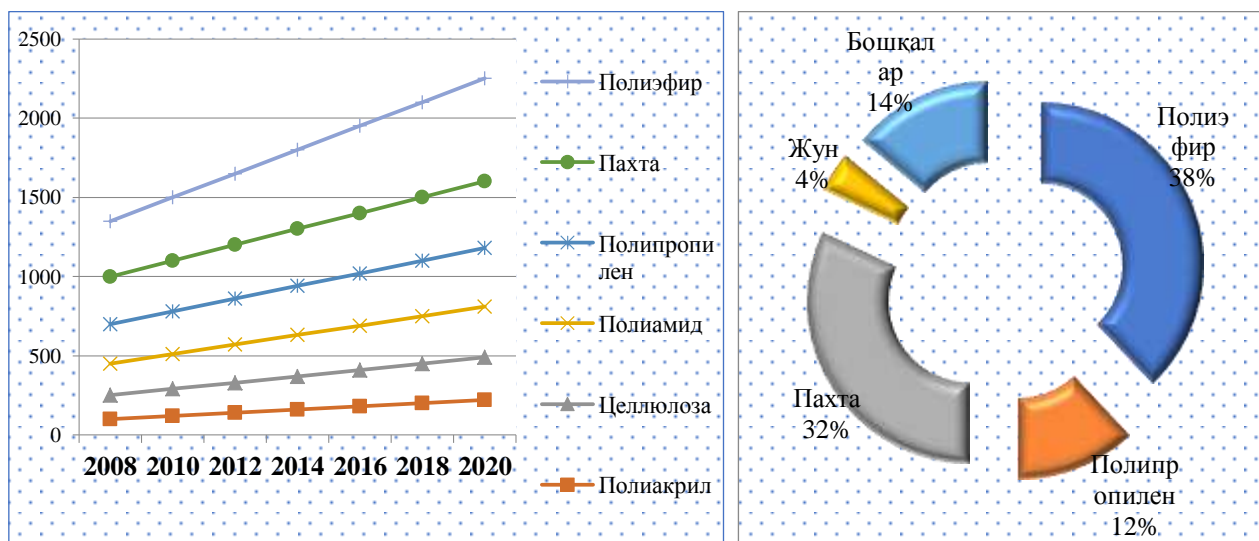 2500
2000
1500
1000
500
0
2008 2010 2012 2014 2016 2018 2020
Полиэфир
Пахта
Полипропи
лен
Полиамид
Целлюлоза
Полиакрил
Бошқал
ар
14%
Жун
4%
Полиэ
фир
38%
Пахта
32%
Полипр
опилен
12%